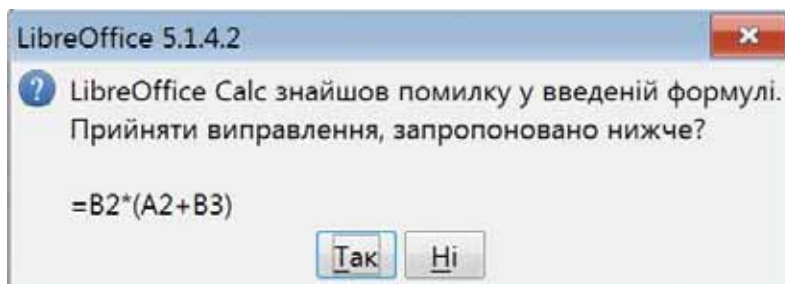 LibreOffice 5.1.4.2
LibreOffice Calc знайшов помилку у введеній формулі.
Прийняти виправлення, запропоновано нижче?
=B2*(A2+B3)
Так Ні